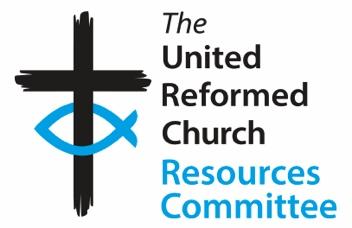 The
United
Reformed
Church
Resources
Committee